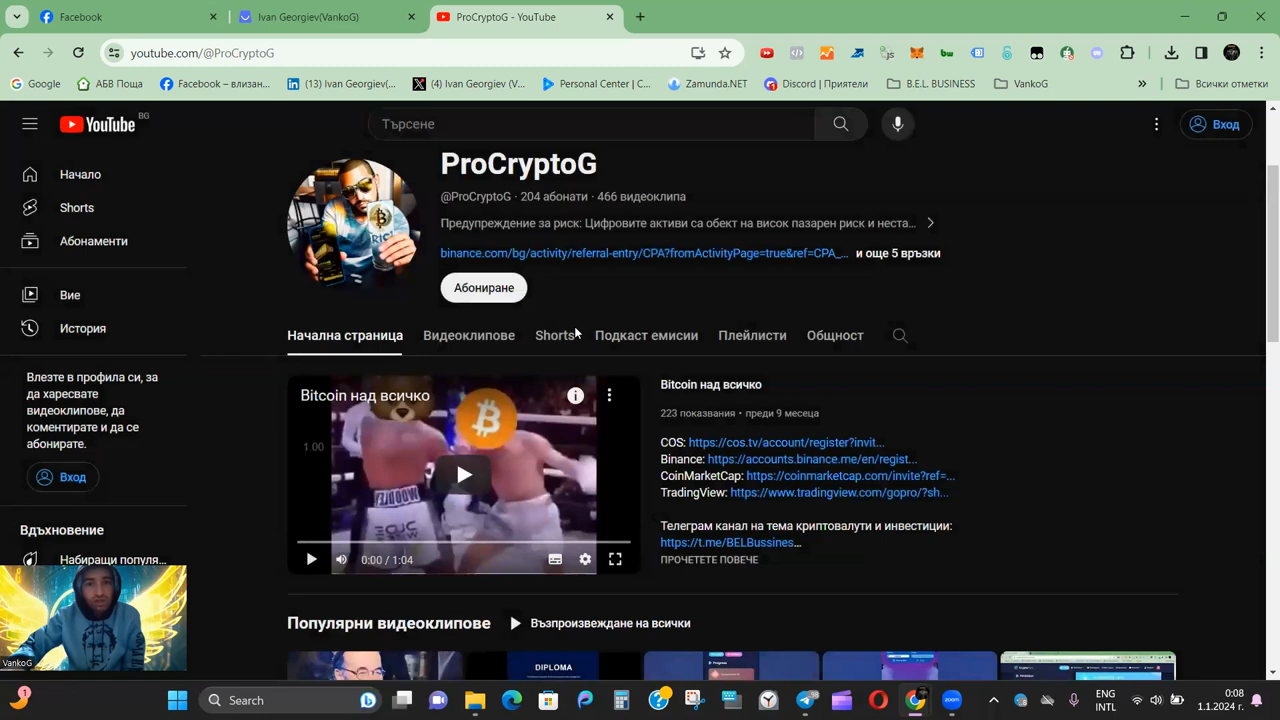 Facebook
Ivan Georgiev(VankoG)
ProCryptoG - YouTube
youtube.com/@ProCryptoG
Google
АБВ Поща
Facebook – влизан...
(13) Ivan Georgiev(...
(4) Ivan Georgiev (V...
Personal Center | C...
Zamunda.NET
Discord | Приятели
B.E.L. BUSINESS
VankoG
Всички отметки
YouTube BG
Търсене
Вход
Начало
Shorts
Абонаменти
Вие
История
Влезте в профила си, за
да харесвате
видеоклипове, да
коментирате и да се
абонирате.
Вход
Вдъхновение
Набиращи популя...
ProCryptoG
@ProCryptoG · 204 абонати · 466 видеоклипа
Предупреждение за риск: Цифровите активи са обект на висок пазарен риск и неста...
binance.com/bg/activity/referral-entry/CPA?fromActivityPage=true&ref=CPA_... и още 5 връзки
Абониране
Начална страница
Видеоклипове
Shorts
Подкаст емисии
Плейлисти
Общност
Bitcoin над всичко
1.00
0:00 / 1:04
Bitcoin над всичко
223 показвания • преди 9 месеца
COS: https://cos.tv/account/register?invit...
Binance: https://accounts.binance.me/en/regist...
CoinMarketCap: https://coinmarketcap.com/invite?ref=...
TradingView: https://www.tradingview.com/gopro/?sh...
Телеграм канал на тема криптовалути и инвестиции:
https://t.me/BELBussines...
ПРОЧЕТЕТЕ ПОВЕЧЕ
Популярни видеоклипове
Възпроизвеждане на всички
DIPLOMA
VankoG
1
Search
ENG
INTL
0:08
1.1.2024 г.